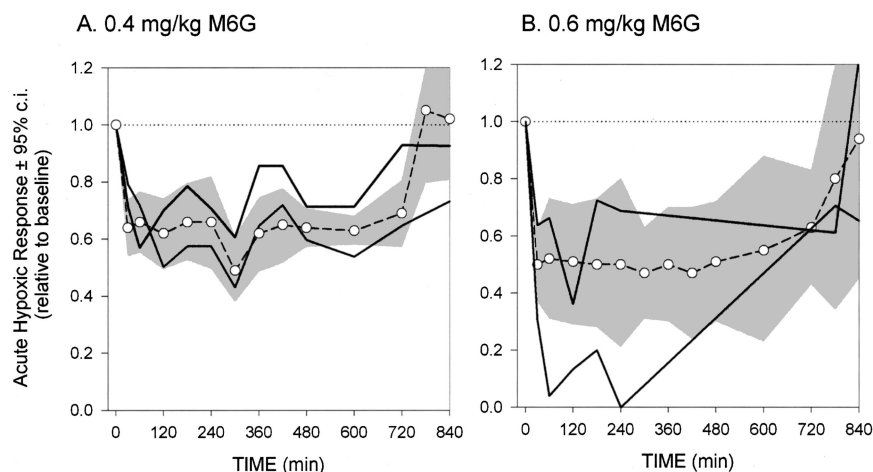 A. 0.4 mg/kg M6G
B. 0.6 mg/kg M6G
Acute Hypoxic Response ± 95% c.i.
(relative to baseline)
1.2
1.0
0.8
0.6
0.4
0.2
0.0
0 120 240 360 480 600 720 840
TIME (min)
1.2
1.0
0.8
0.6
0.4
0.2
0.0
0 120 240 360 480 600 720 840
TIME (min)